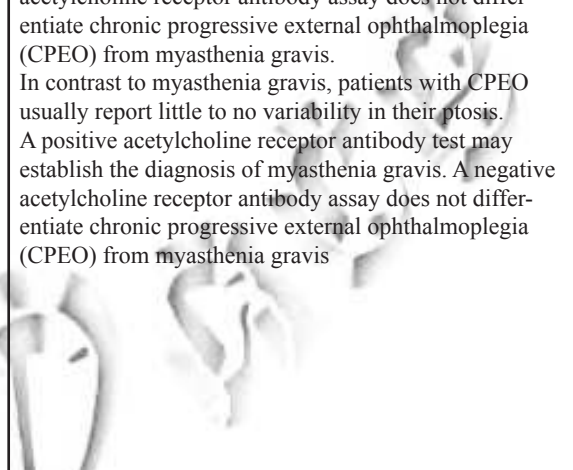 acetylcholine receptor antibody assay does not differ-
entiate chronic progressive external ophthalmoplegia
(CPEO) from myasthenia gravis.
In contrast to myasthenia gravis, patients with CPEO
usually report little to no variability in their ptosis.
A positive acetylcholine receptor antibody test may
establish the diagnosis of myasthenia gravis. A negative
acetylcholine receptor antibody assay does not differ-
entiate chronic progressive external ophthalmoplegia
(CPEO) from myasthenia gravis